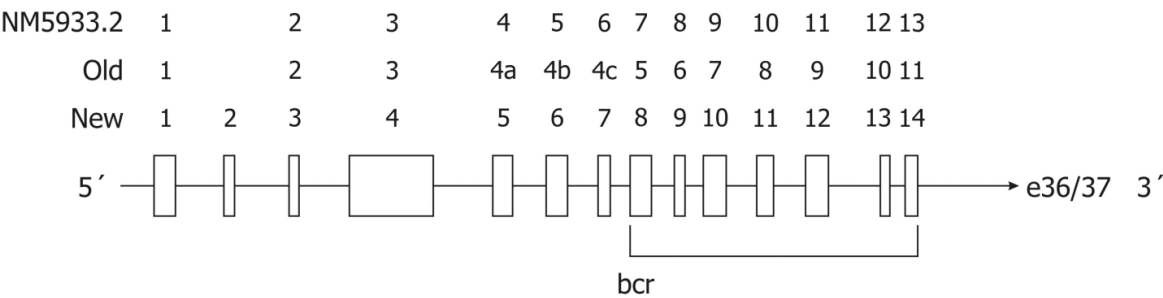 NM5933.2 1 2 3 4 5 6 7 8 9 10 11 12 13
Old 1 2 3 4a 4b 4c 5 6 7 8 9 10 11
New 1 2 3 4 5 6 7 8 9 10 11 12 13 14
5´ e36/37 3´
bcr